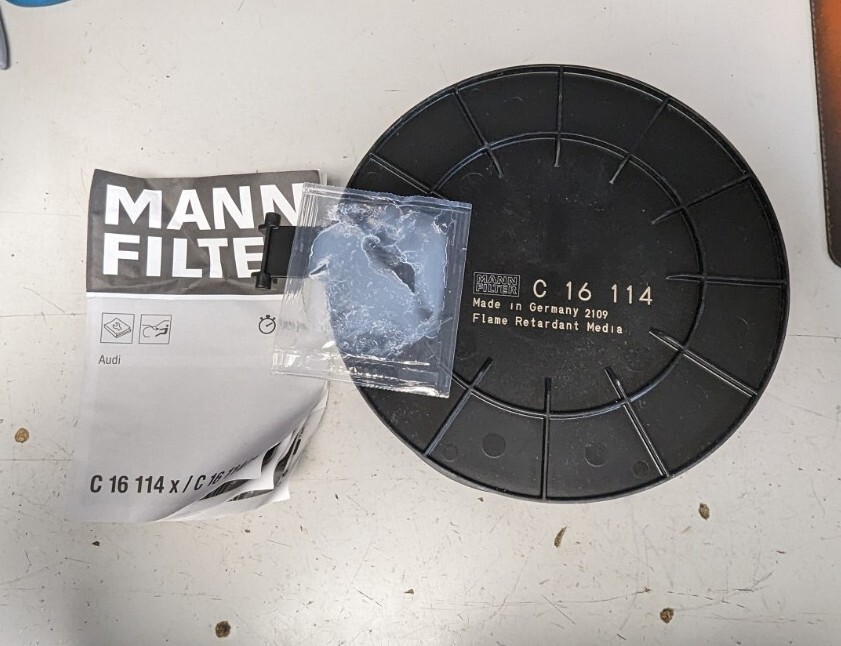 MANN
FILTE
Audi
C 16 114 x / C 16
MANN
FILTER
C 16 114
Made in Germany 2109
Flame Retardant Media